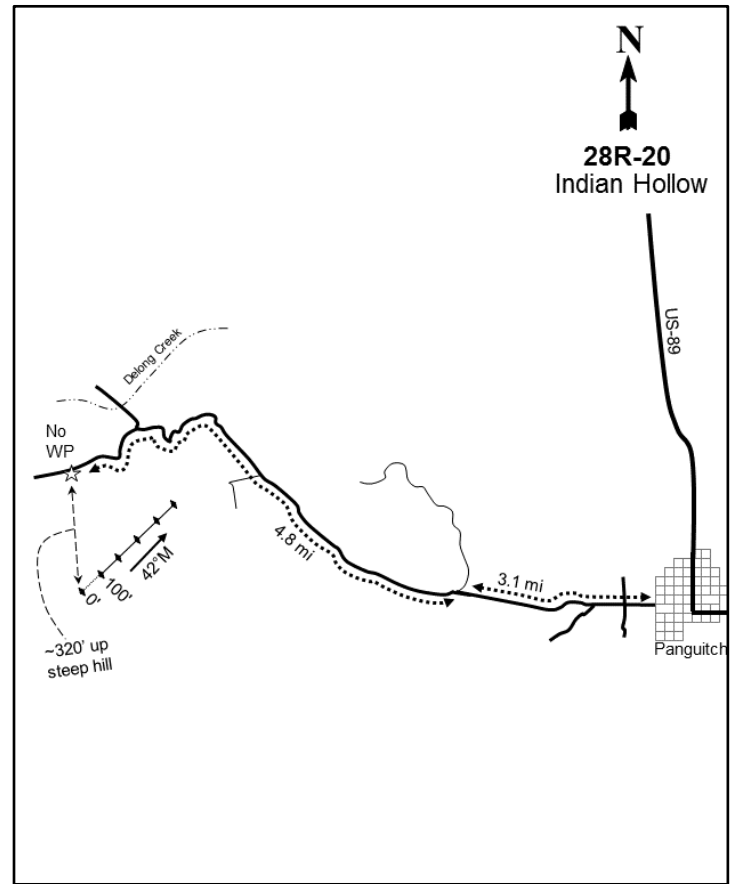 N
28R-20
Indian Hollow
US-89
Delong Creek
No
WP
4.8 mi
3.1 mi
42°M
100'
0'
~320' up
steep hill
Panguitch